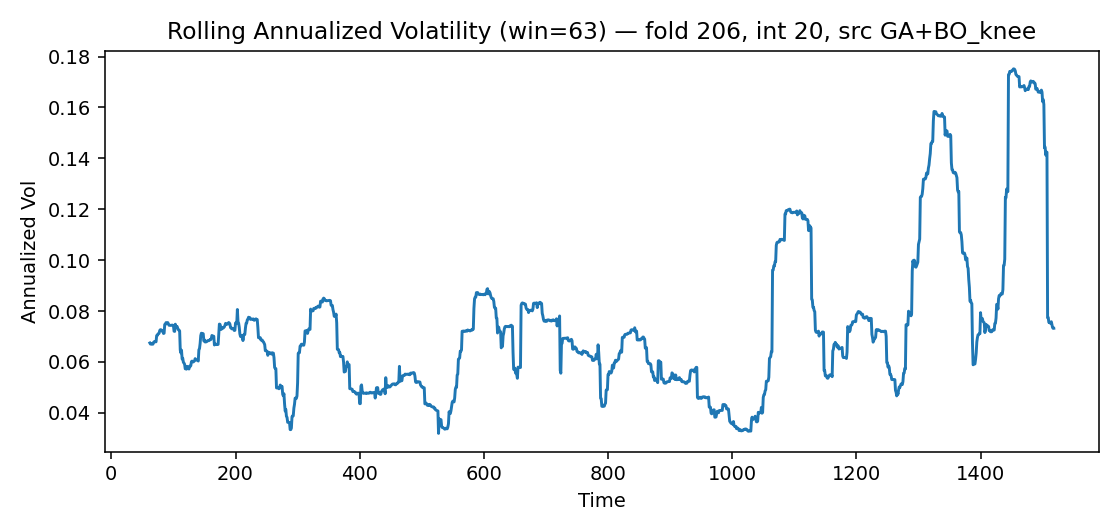 Rolling Annualized Volatility (win=63) — fold 206, int 20, src GA+BO_knee
0.18
0.16
0.14
0.12
0.10
0.08
0.06
0.04
Annualized Vol
0 200 400 600 800 1000 1200 1400
Time